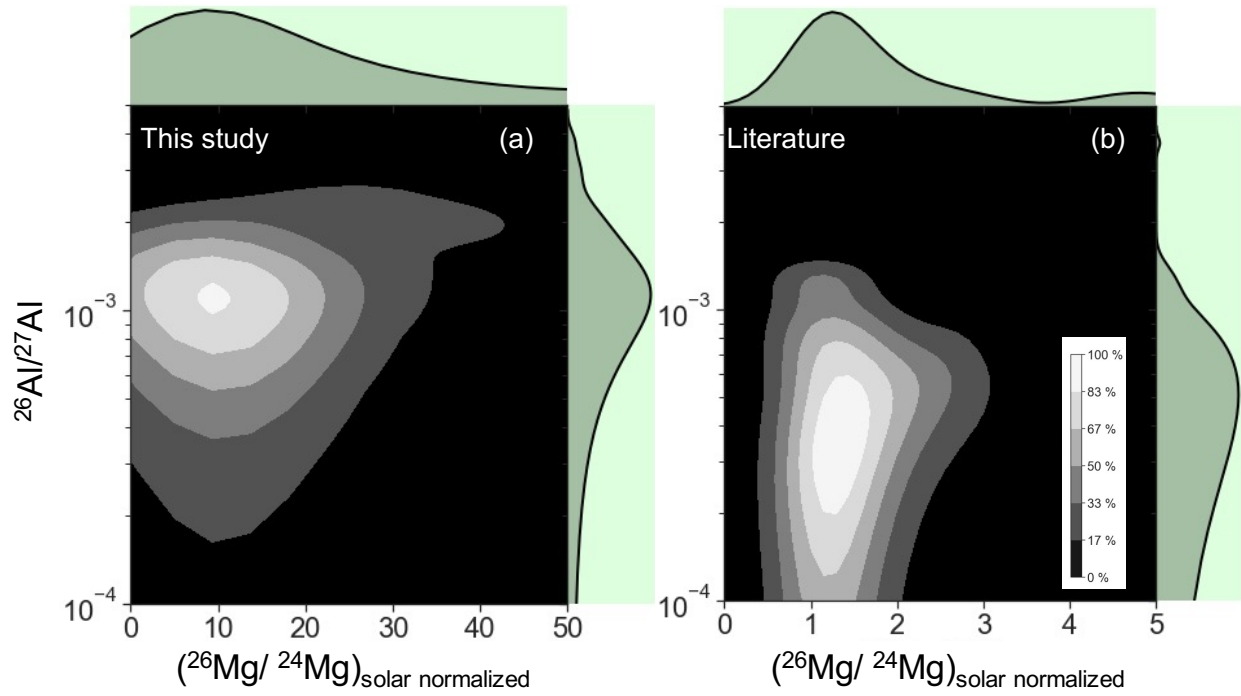 This study (a)
10⁻³
10⁻⁴
²⁶Al/²⁷Al
0 10 20 30 40 50
(²⁶Mg/ ²⁴Mg)solar normalized
Literature (b)
10⁻³
10⁻⁴
100 %
83 %
67 %
50 %
33 %
17 %
0 %
0 1 2 3 4 5
(²⁶Mg/ ²⁴Mg)solar normalized